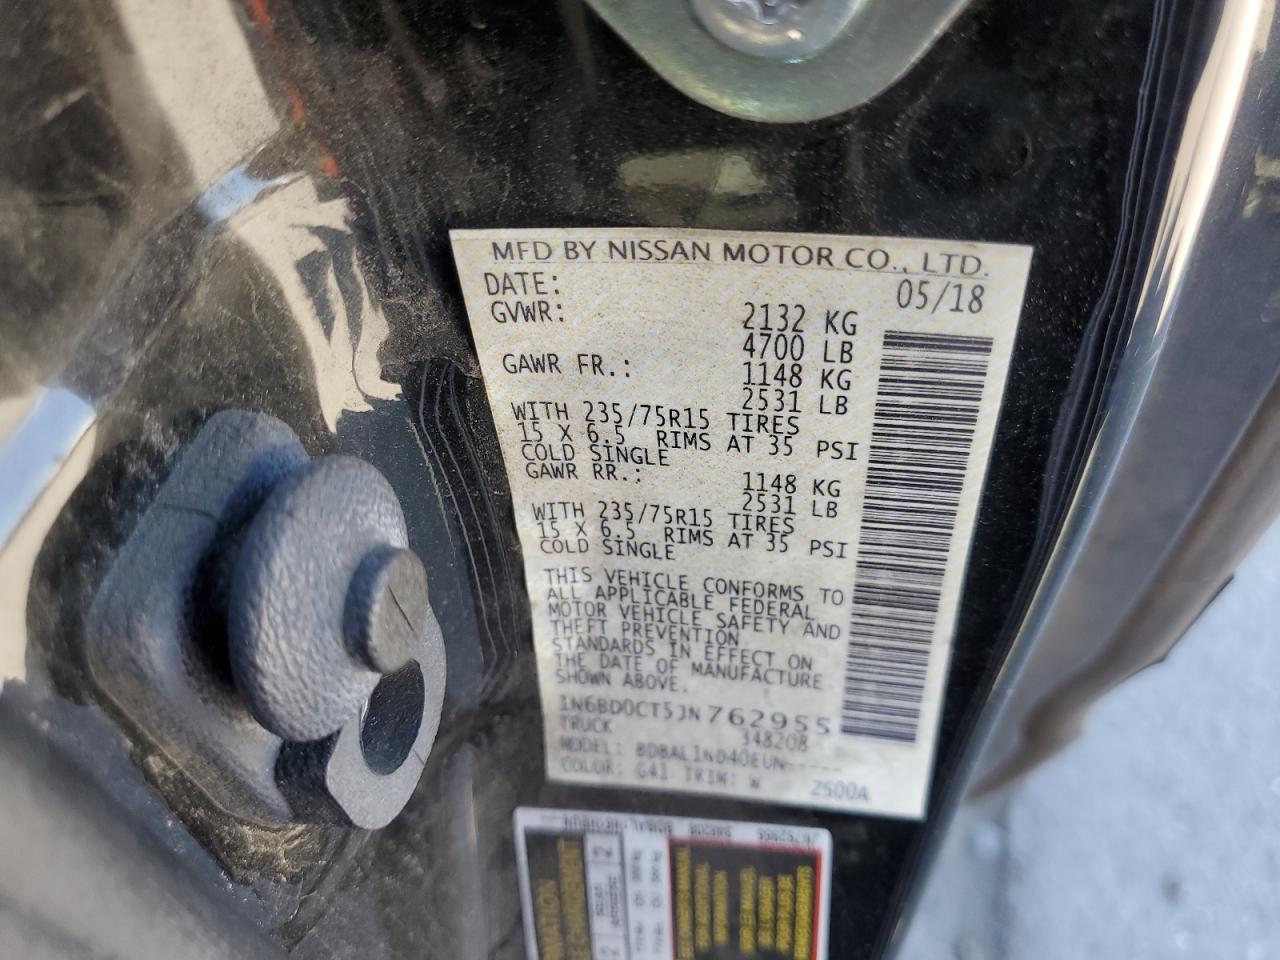 MFD BY NISSAN MOTOR CO., LTD.
DATE: 05/18
GVWR: 2132 KG
4700 LB
GAWR FR.: 1148 KG
2531 LB
WITH 235/75R15 TIRES
15 X 6.5 RIMS AT 35 PSI
COLD SINGLE
GAWR RR.: 1148 KG
2531 LB
WITH 235/75R15 TIRES
15 X 6.5 RIMS AT 35 PSI
COLD SINGLE
THIS VEHICLE CONFORMS TO
ALL APPLICABLE FEDERAL
MOTOR VEHICLE SAFETY AND
THEFT PREVENTION
STANDARDS IN EFFECT ON
THE DATE OF MANUFACTURE
SHOWN ABOVE.
1N6BD0CT5JN762955
TRUCK 348208
MODEL:
COLOR: G41 TRIM: W ZS00A